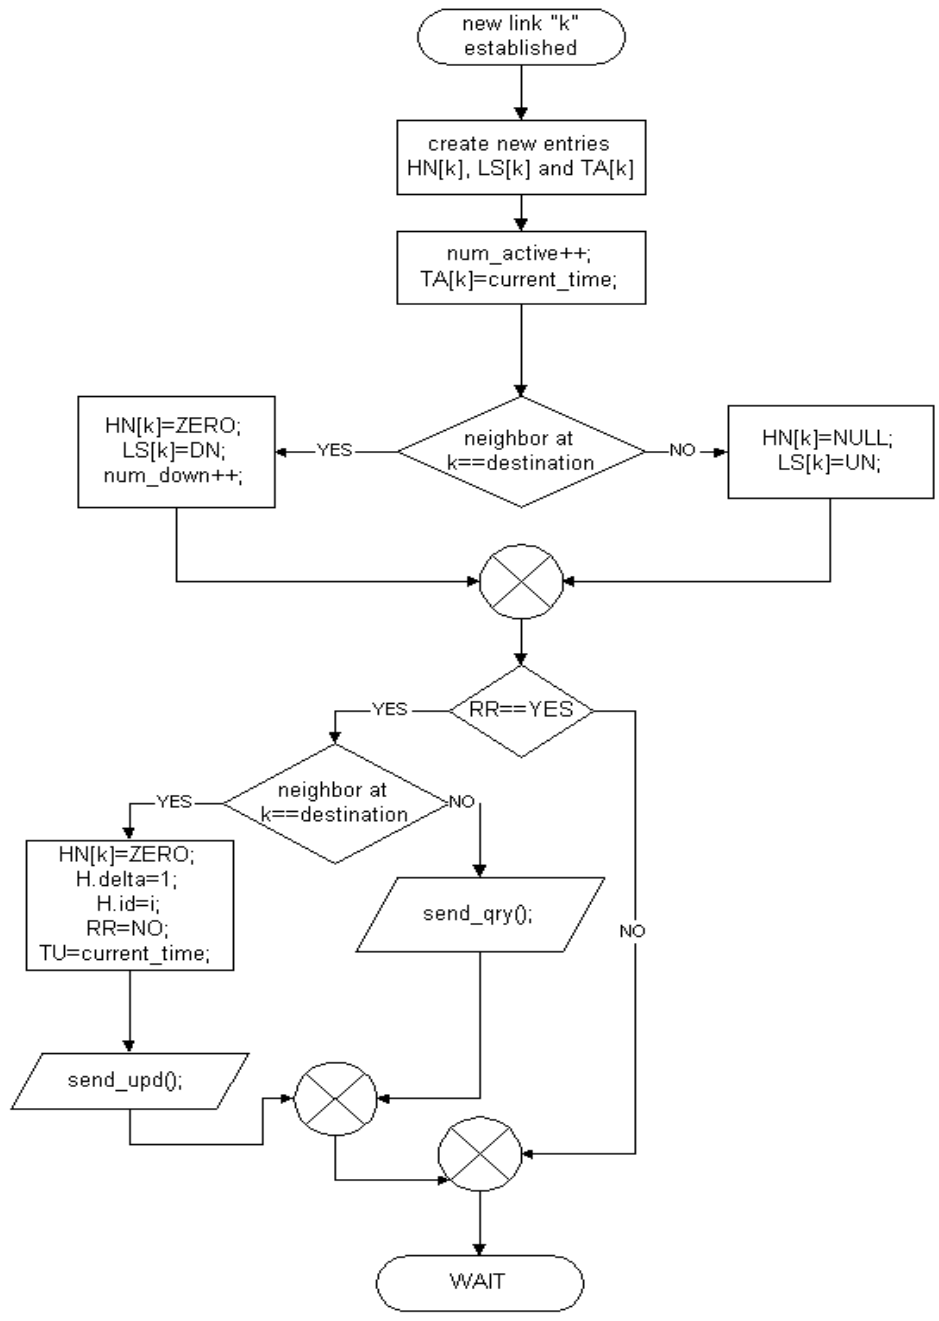 new link "k"
established
create new entries
HN[k], LS[k] and TA[k]
num_active++;
TA[k]=current_time;
neighbor at
k==destination
YES
NO
HN[k]=ZERO;
LS[k]=DN;
num_down++;
HN[k]=NULL;
LS[k]=UN;
RR==YES
YES
NO
neighbor at
k==destination
YES
NO
HN[k]=ZERO;
H.delta=1;
H.id=i;
RR=NO;
TU=current_time;
send_qry();
send_upd();
WAIT